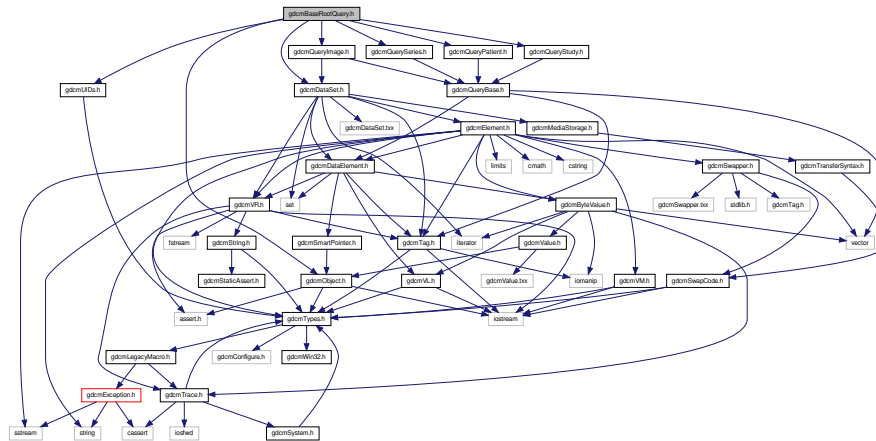 gdcmBaseRootQuery.h
gdcmQueryImage.h
gdcmQuerySeries.h
gdcmQueryPatient.h
gdcmQueryStudy.h
gdcmUIDs.h
gdcmDataSet.h
gdcmQueryBase.h
gdcmDataSet.txx
gdcmElement.h
gdcmMediaStorage.h
gdcmDataElement.h
limits
cmath
cstring
gdcmSwapper.h
gdcmTransferSyntax.h
gdcmVR.h
set
gdcmByteValue.h
gdcmSwapper.txx
stdlib.h
gdcmTag.h
fstream
gdcmString.h
gdcmSmartPointer.h
gdcmTag.h
iterator
gdcmValue.h
vector
gdcmStaticAssert.h
gdcmObject.h
gdcmVL.h
gdcmValue.txx
iomanip
gdcmVM.h
gdcmSwapCode.h
assert.h
gdcmTypes.h
iostream
gdcmLegacyMacro.h
gdcmConfigure.h
gdcmWin32.h
gdcmException.h
gdcmTrace.h
sstream
string
cassert
iosfwd
gdcmSystem.h